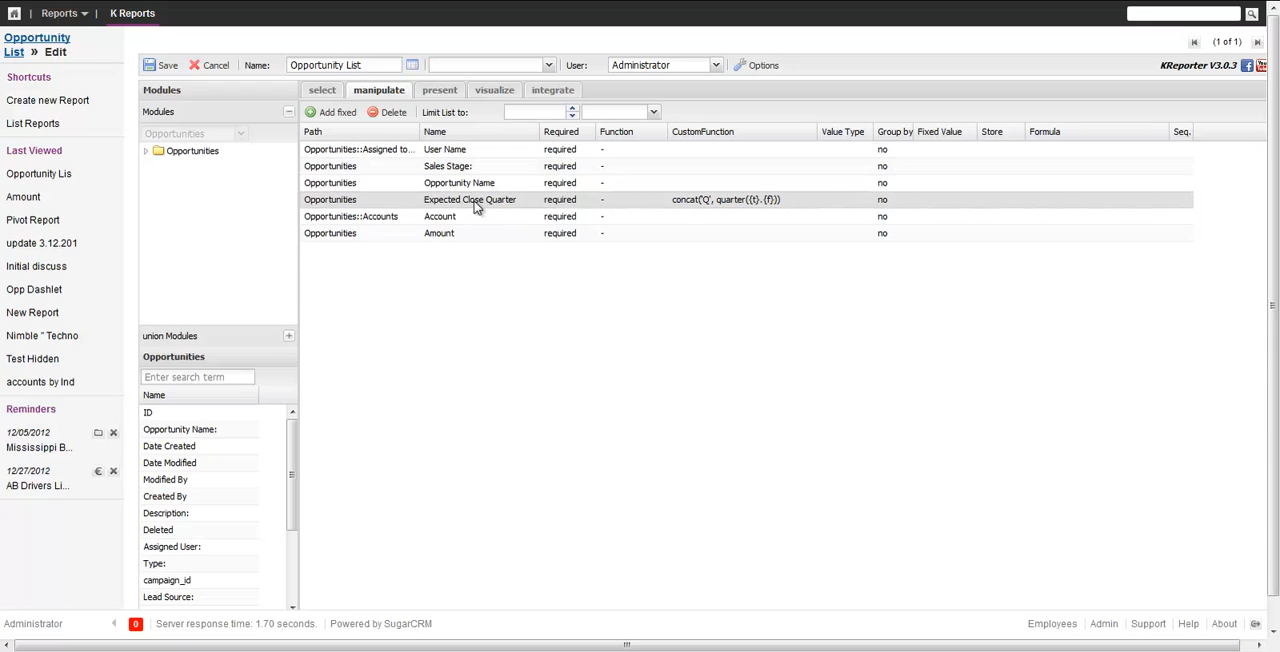 Reports
K Reports
Opportunity
List » Edit
Shortcuts
Create new Report
List Reports
Last Viewed
Opportunity Lis
Amount
Pivot Report
update 3.12.201
Initial discuss
Opp Dashlet
New Report
Nimble " Techno
Test Hidden
accounts by Ind
Reminders
12/05/2012
Mississippi B...
12/27/2012
€
AB Drivers Li...
(1 of 1)
Save Cancel Name: Opportunity List User: Administrator Options
KReporter V3.0.3
Modules
Modules
Opportunities
Opportunities
union Modules
Opportunities
Enter search term
Name
ID
Opportunity Name:
Date Created
Date Modified
Modified By
Created By
Description:
Deleted
Assigned User:
Type:
campaign_id
Lead Source:
select manipulate present visualize integrate
Add fixed Delete Limit List to:
Path Name Required Function CustomFunction Value Type Group by Fixed Value Store Formula Seq.
Opportunities::Assigned to... User Name required - no
Opportunities Sales Stage: required - no
Opportunities Opportunity Name required - no
Opportunities Expected Close Quarter required - concat('Q', quarter({t}.{f})) no
Opportunities::Accounts Account required - no
Opportunities Amount required - no
Administrator
0
Server response time: 1.70 seconds. Powered by SugarCRM
Employees Admin Support Help About